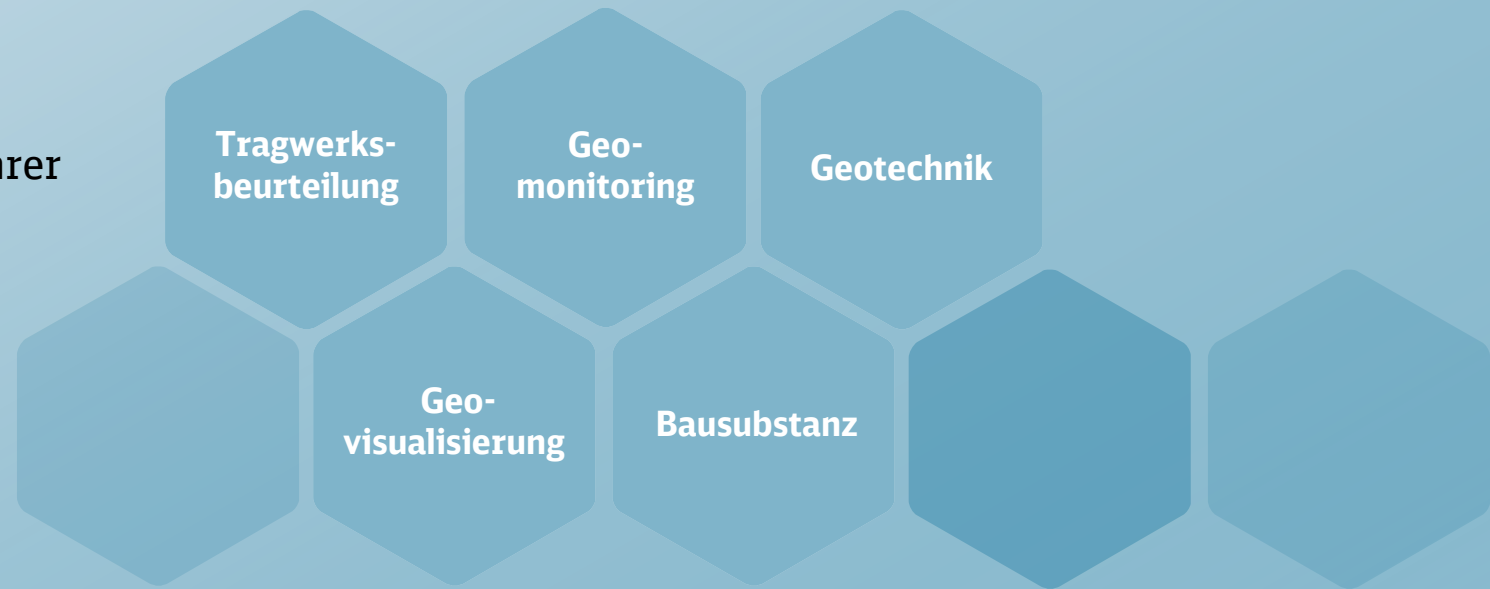 Tragwerks-
beurteilung
Geo-
monitoring
Geotechnik
Geo-
visualisierung
Bausubstanz